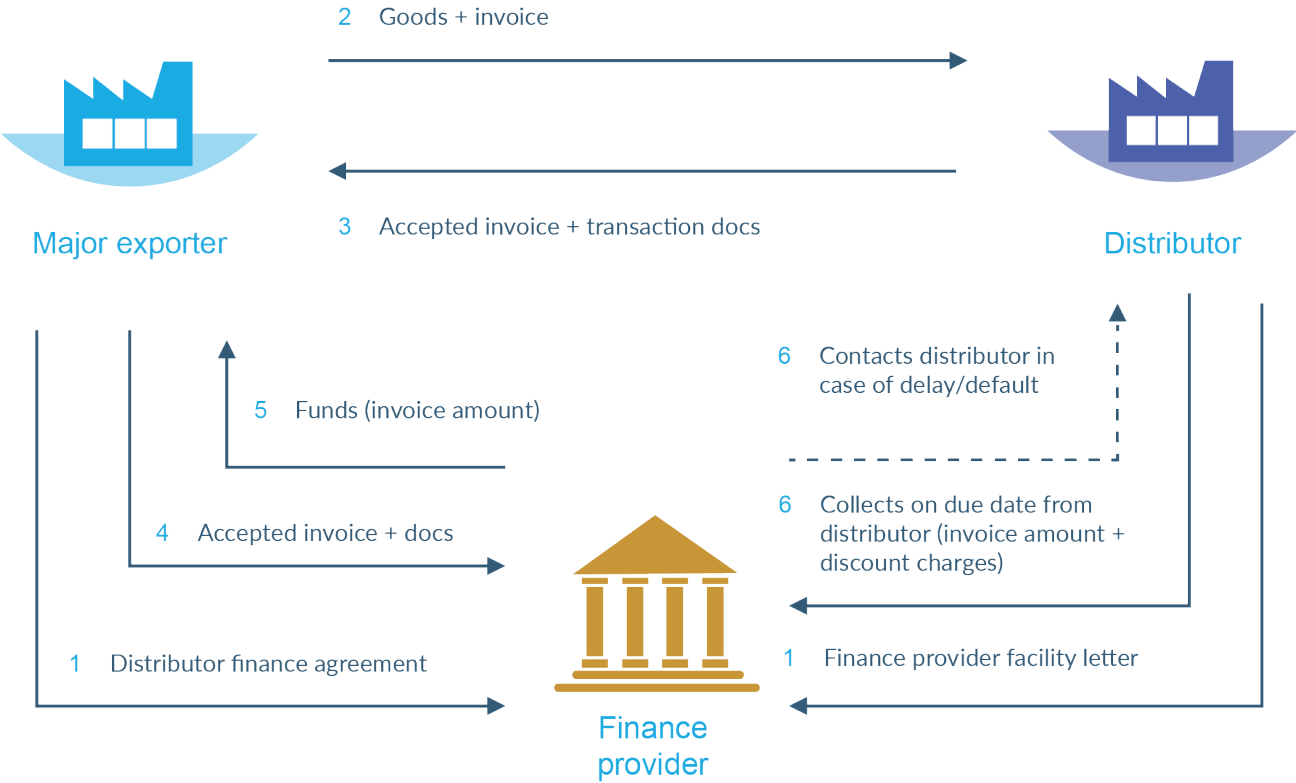 2 Goods + invoice
3 Accepted invoice + transaction docs
Major exporter
Distributor
6 Contacts distributor in
case of delay/default
5 Funds (invoice amount)
6 Collects on due date from
distributor (invoice amount +
discount charges)
4 Accepted invoice + docs
1 Distributor finance agreement
1 Finance provider facility letter
Finance
provider